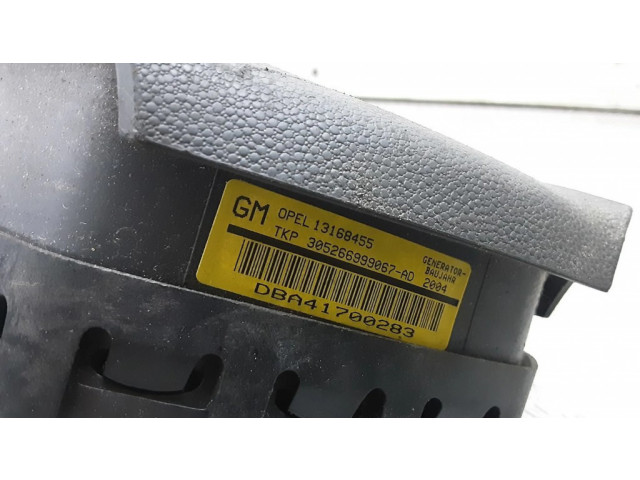 GM OPEL 13168455
TKP 305266999067-AD
GENERATOR-
BAUJAHR
2004
DBA41700283